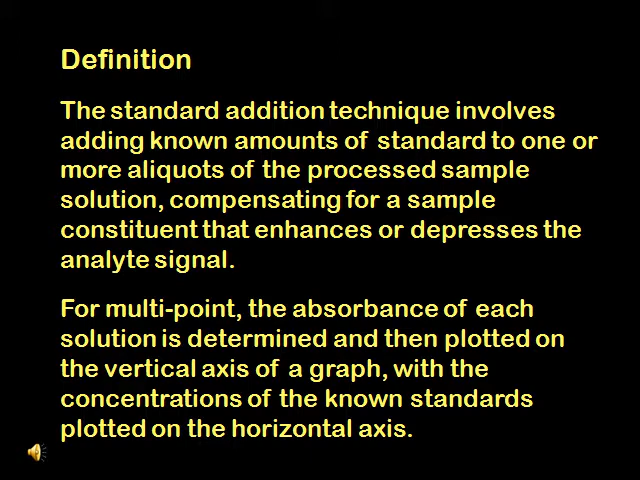 Definition
The standard addition technique involves
adding known amounts of standard to one or
more aliquots of the processed sample
solution, compensating for a sample
constituent that enhances or depresses the
analyte signal.
For multi-point, the absorbance of each
solution is determined and then plotted on
the vertical axis of a graph, with the
concentrations of the known standards
plotted on the horizontal axis.